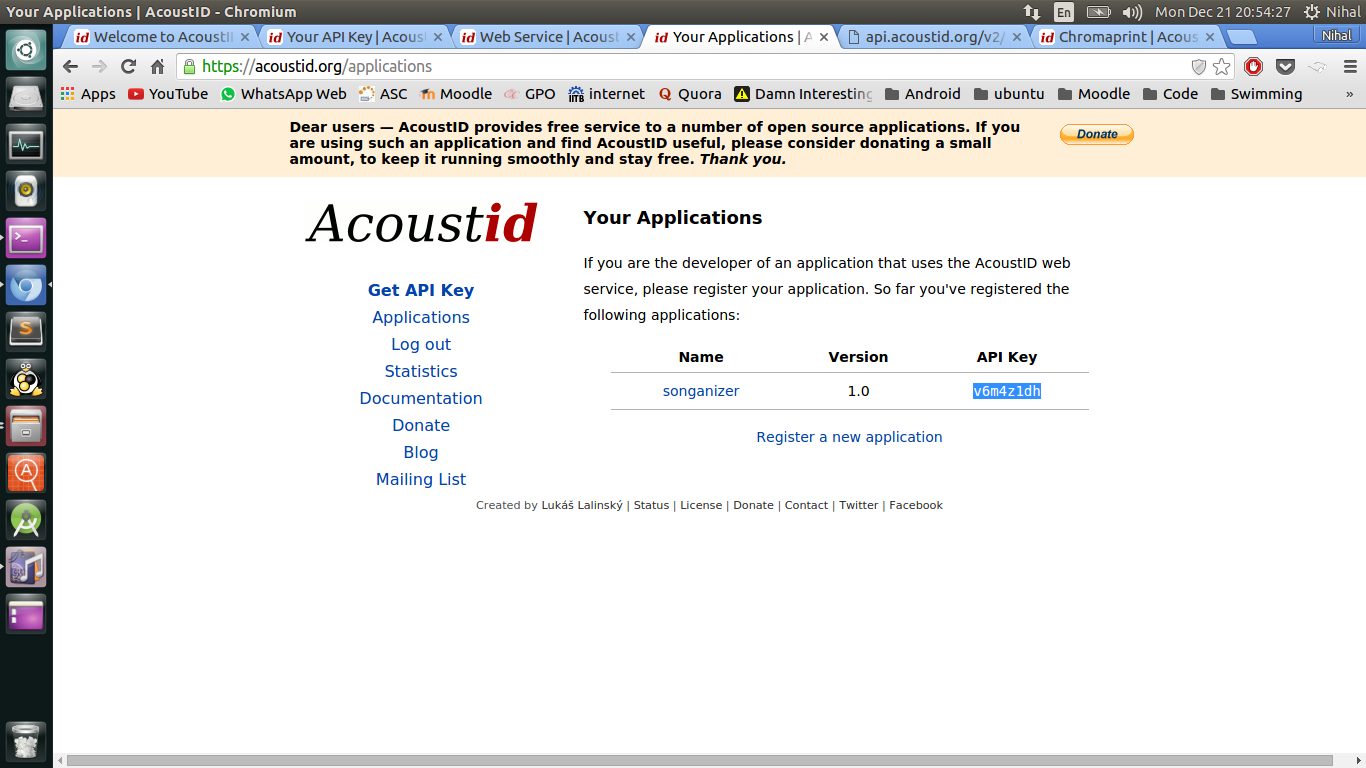 Your Applications | AcoustID - Chromium
En
Mon Dec 21 20:54:27
Nihal
id Welcome to AcoustI
id Your API Key | Acous
id Web Service | Acoust
id Your Applications | A
api.acoustid.org/v2/
id Chromaprint | Acous
Nihal
https://acoustid.org/applications
Apps
YouTube
WhatsApp Web
ASC
Moodle
GPO
internet
Quora
Damn Interesting
Android
ubuntu
Moodle
Code
Swimming
»
Dear users — AcoustID provides free service to a number of open source applications. If you
are using such an application and find AcoustID useful, please consider donating a small
amount, to keep it running smoothly and stay free. Thank you.
Donate
Acoustid
Get API Key
Applications
Log out
Statistics
Documentation
Donate
Blog
Mailing List
Your Applications
If you are the developer of an application that uses the AcoustID web
service, please register your application. So far you've registered the
following applications:
Name Version API Key
songanizer 1.0 v6m4z1dh
Register a new application
Created by Lukáš Lalinský | Status | License | Donate | Contact | Twitter | Facebook